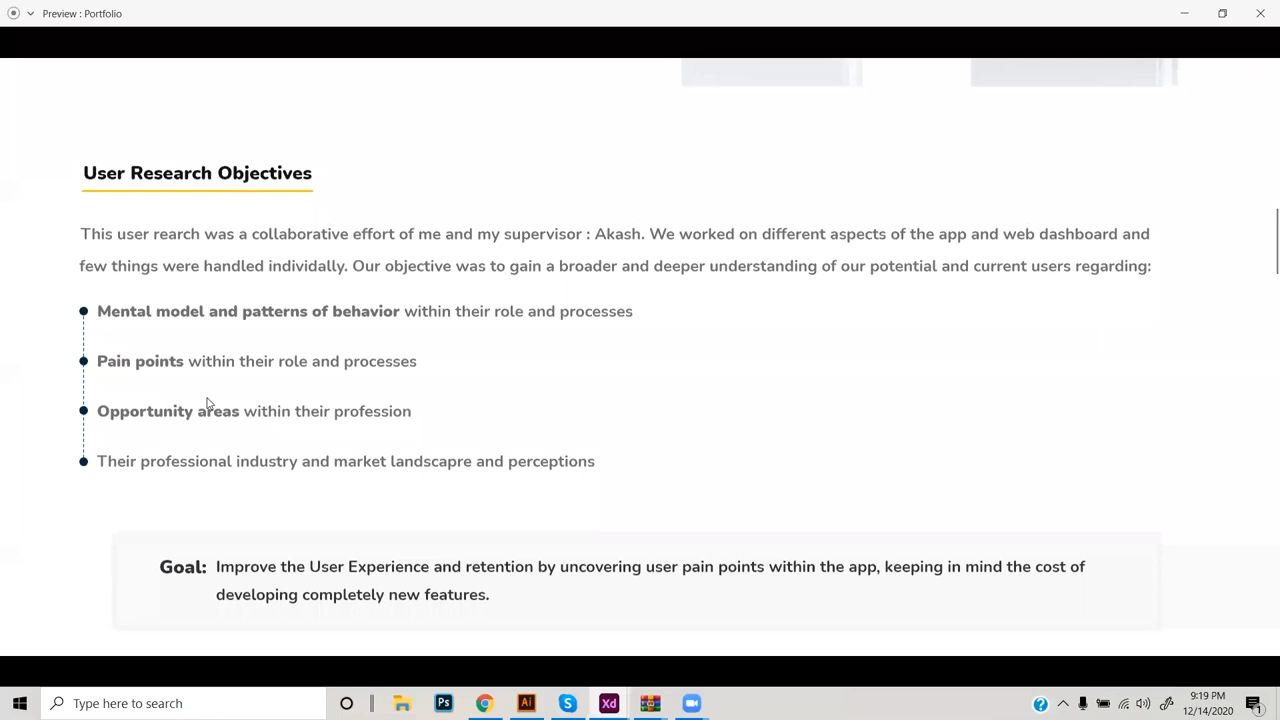 Preview : Portfolio
User Research Objectives
This user rearch was a collaborative effort of me and my supervisor : Akash. We worked on different aspects of the app and web dashboard and
few things were handled individally. Our objective was to gain a broader and deeper understanding of our potential and current users regarding:
Mental model and patterns of behavior within their role and processes
Pain points within their role and processes
Opportunity areas within their profession
Their professional industry and market landscapre and perceptions
Goal: Improve the User Experience and retention by uncovering user pain points within the app, keeping in mind the cost of
developing completely new features.
Type here to search
Ps
Ai
Xd
9:19 PM
12/14/2020
1